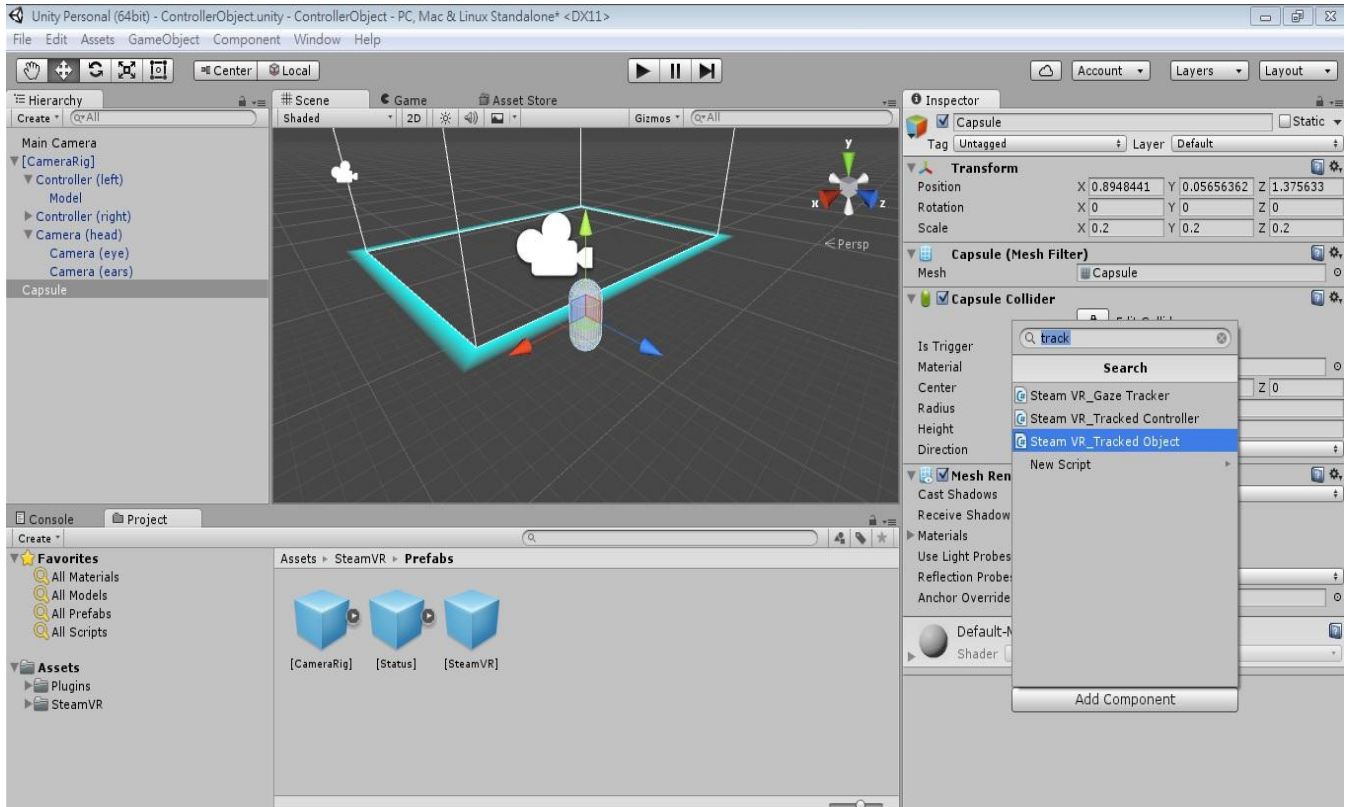 Unity Personal (64bit) - ControllerObject.unity - ControllerObject - PC, Mac & Linux Standalone* <DX11>
File Edit Assets GameObject Component Window Help
Center Local Account Layers Layout
Hierarchy
Create All
Main Camera
[CameraRig]
Controller (left)
Model
Controller (right)
Camera (head)
Camera (eye)
Camera (ears)
Capsule
Scene Game Asset Store
Shaded 2D Gizmos All
y
x z
Persp
Console Project
Create
Favorites
All Materials
All Models
All Prefabs
All Scripts
Assets
Plugins
SteamVR
Assets SteamVR Prefabs
[CameraRig] [Status] [SteamVR]
Inspector
Capsule Static
Tag Untagged Layer Default
Transform
Position X 0.8948441 Y 0.05656362 Z 1.375633
Rotation X 0 Y 0 Z 0
Scale X 0.2 Y 0.2 Z 0.2
Capsule (Mesh Filter)
Mesh Capsule
Capsule Collider
Is Trigger
Material
Center Z 0
Radius
Height
Direction
Mesh Ren
Cast Shadows
Receive Shadow
Materials
Use Light Probes
Reflection Probes
Anchor Override
Default-M
Shader
track
Search
Steam VR_Gaze Tracker
Steam VR_Tracked Controller
Steam VR_Tracked Object
New Script
Add Component